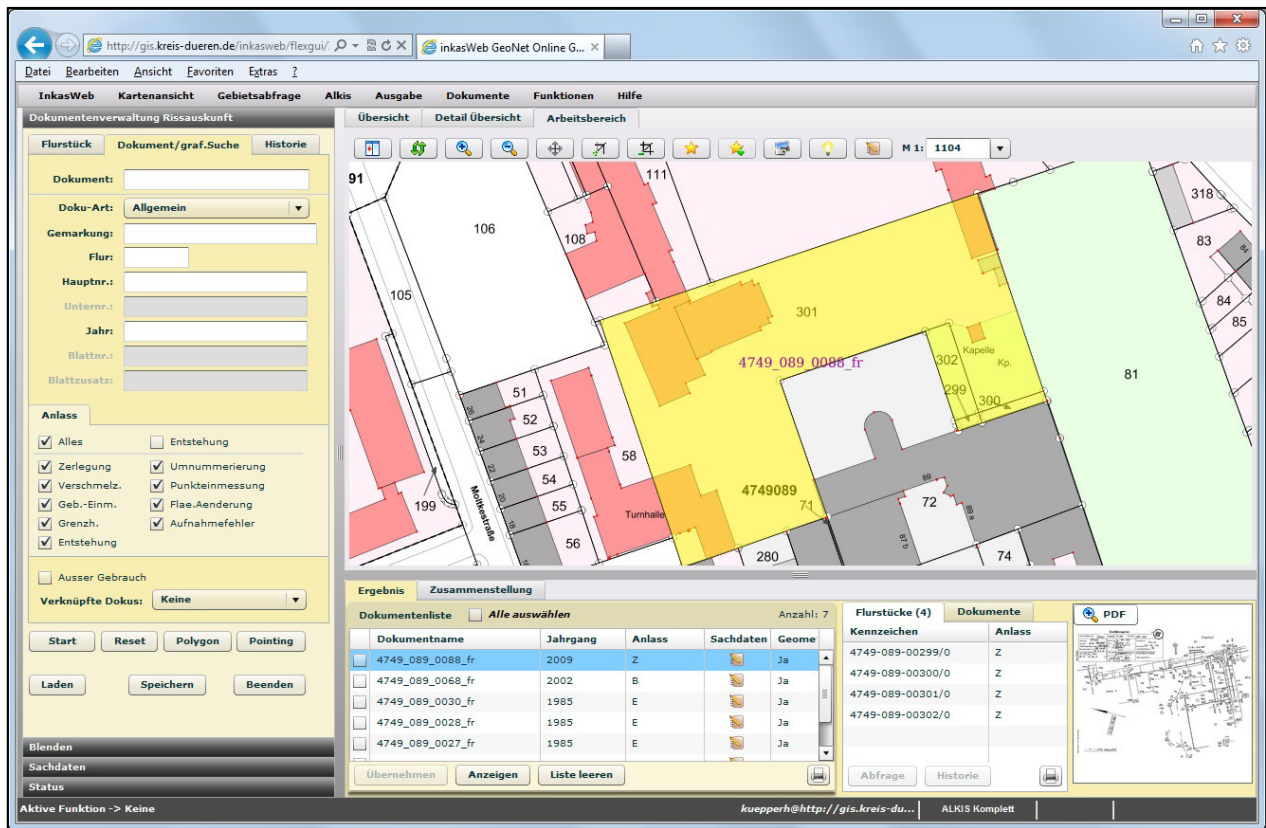 http://gis.kreis-dueren.de/inkasweb/flexgui/.
inkasWeb GeoNet Online G...
Datei Bearbeiten Ansicht Favoriten Extras ?
InkasWeb Kartenansicht Gebietsabfrage Alkis Ausgabe Dokumente Funktionen Hilfe
Dokumentenverwaltung Rissauskunft
Flurstück Dokument/graf.Suche Historie
Dokument:
Doku-Art: Allgemein
Gemarkung:
Flur:
Hauptnr.:
Unternr.:
Jahr:
Blattnr.:
Blattzusatz:
Anlass
Alles Entstehung
Zerlegung Umnummerierung
Verschmelz. Punkteinmessung
Geb.-Einm. Flae.Aenderung
Grenzh. Aufnahmefehler
Entstehung
Ausser Gebrauch
Verknüpfte Dokus: Keine
Start Reset Polygon Pointing
Laden Speichern Beenden
Blenden
Sachdaten
Status
Übersicht Detail Übersicht Arbeitsbereich
M 1: 1104
91
111
106
108
318
83
84
105
301
84
85
4749_089_0088_fr
302
Kapelle
Kp.
81
299
300
51
26
52
24
53
58
22
54
20
55
18
56
199
Moltkestraße
Turnhalle
4749089
71
89
72
89 a
87 b
280
74
Ergebnis Zusammenstellung
Dokumentenliste Alle auswählen Anzahl: 7
Dokumentname Jahrgang Anlass Sachdaten Geome
4749_089_0088_fr 2009 Z Ja
4749_089_0068_fr 2002 B Ja
4749_089_0030_fr 1985 E Ja
4749_089_0028_fr 1985 E Ja
4749_089_0027_fr 1985 E Ja
Übernehmen Anzeigen Liste leeren
Flurstücke (4) Dokumente
Kennzeichen Anlass
4749-089-00299/0 Z
4749-089-00300/0 Z
4749-089-00301/0 Z
4749-089-00302/0 Z
Abfrage Historie
PDF
Aktive Funktion -> Keine
kuepperh@http://gis.kreis-du...
ALKIS Komplett